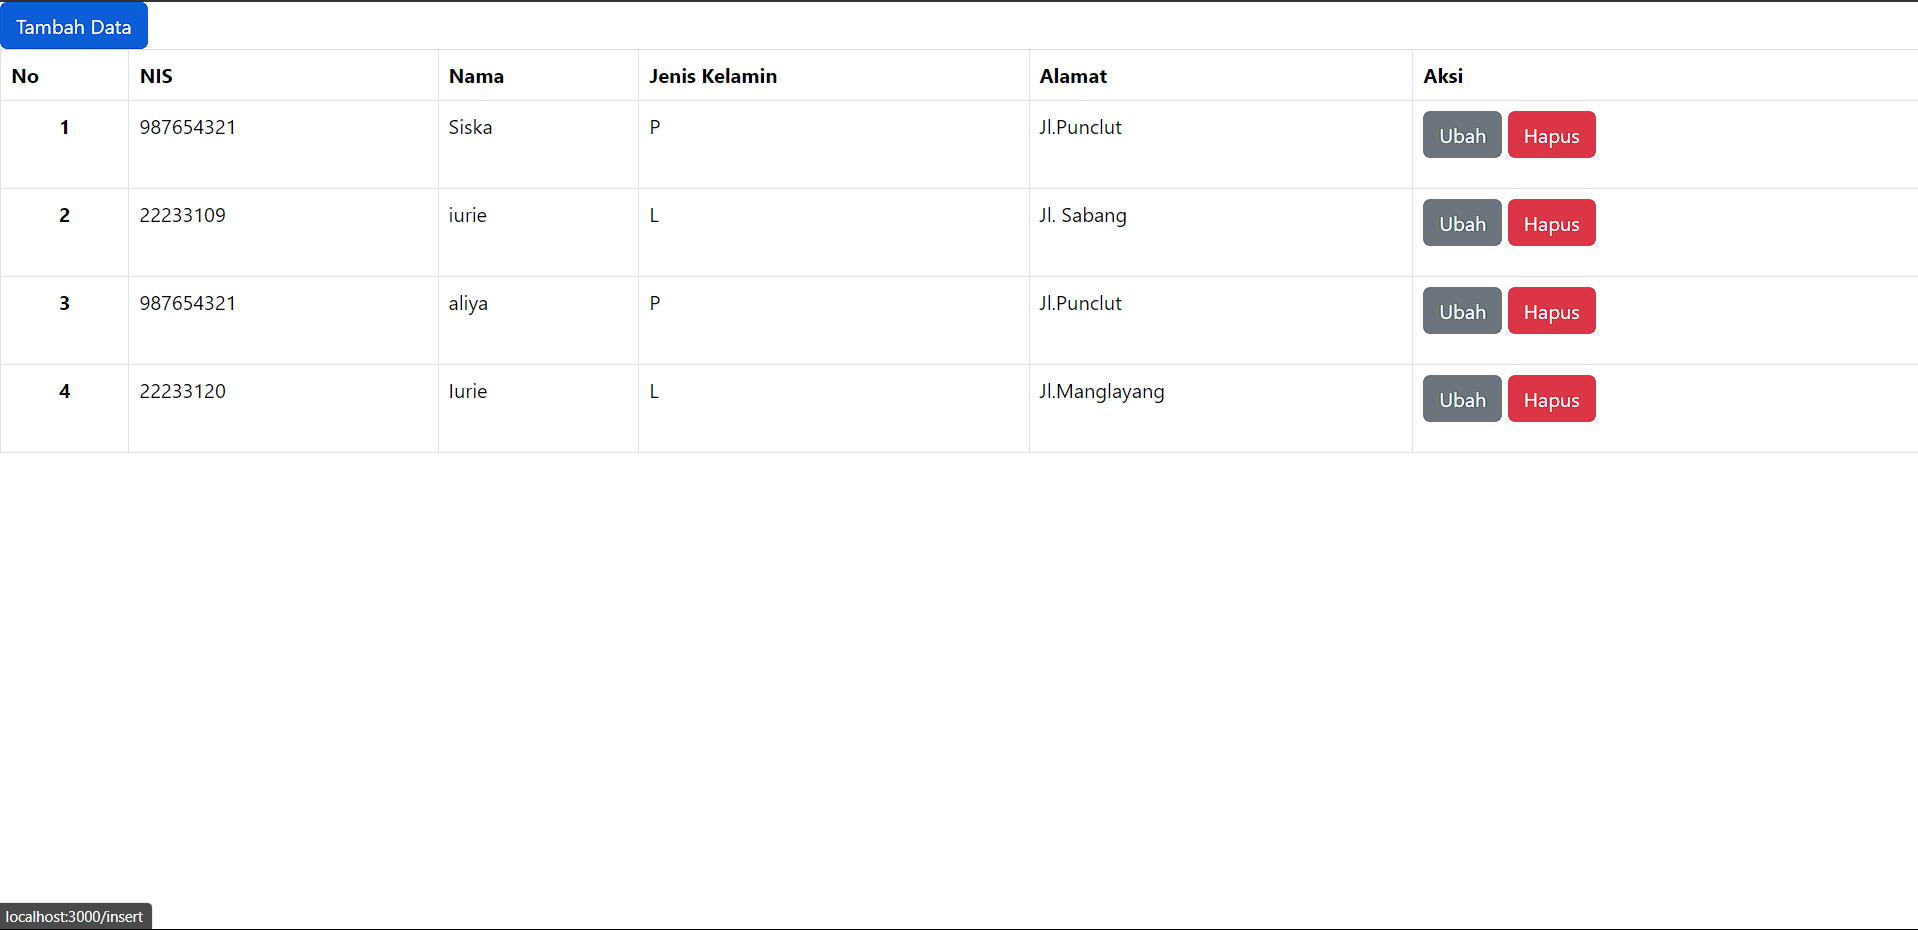 Tambah Data
No NIS Nama Jenis Kelamin Alamat Aksi
1 987654321 Siska P Jl.Punclut Ubah Hapus
2 22233109 iurie L Jl. Sabang Ubah Hapus
3 987654321 aliya P Jl.Punclut Ubah Hapus
4 22233120 Iurie L Jl.Manglayang Ubah Hapus
localhost:3000/insert